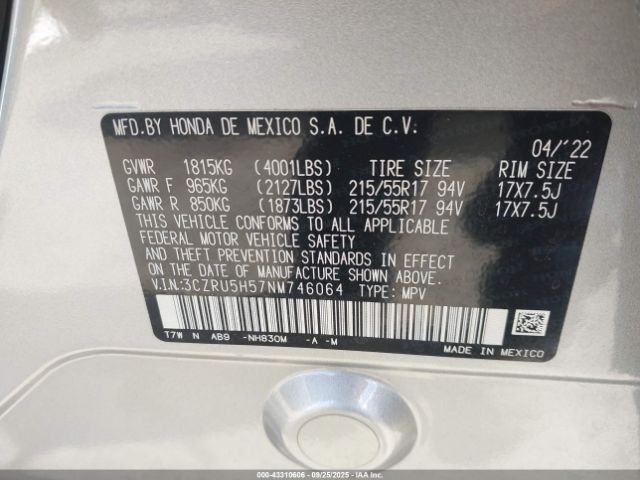 MFD.BY HONDA DE MEXICO S.A. DE C.V.
04/'22
GVWR 1815KG (4001LBS) TIRE SIZE RIM SIZE
GAWR F 965KG (2127LBS) 215/55R17 94V 17X7.5J
GAWR R 850KG (1873LBS) 215/55R17 94V 17X7.5J
THIS VEHICLE CONFORMS TO ALL APPLICABLE
FEDERAL MOTOR VEHICLE SAFETY
AND THEFT PREVENTION STANDARDS IN EFFECT
ON THE DATE OF MANUFACTURE SHOWN ABOVE.
V.I.N:3CZRU5H57NM746064 TYPE: MPV
T7W N AB9 -NH830M -A -M
MADE IN MEXICO
000-43310606 - 09/25/2025 - Copyright © IAA